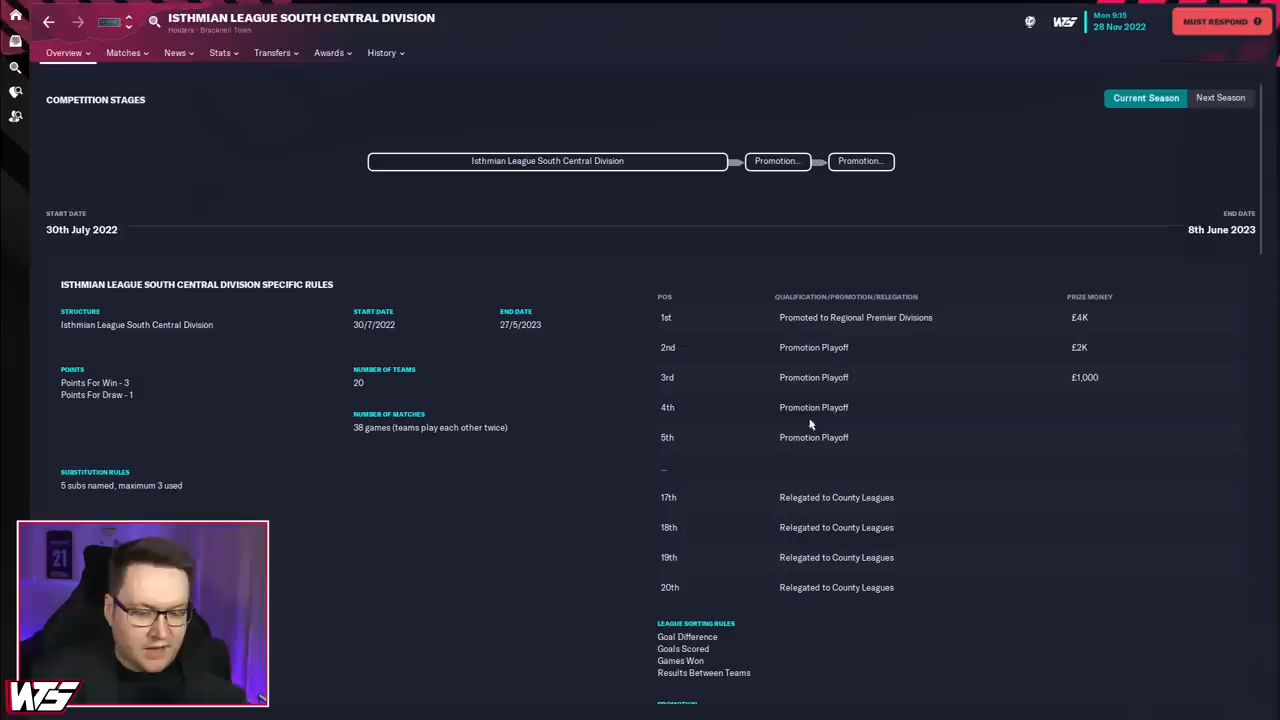 ISTHMIAN LEAGUE SOUTH CENTRAL DIVISION
Holders - Bracknell Town
WTS
Mon 9:15
28 Nov 2022
MUST RESPOND
Overview
Matches
News
Stats
Transfers
Awards
History
COMPETITION STAGES
Current Season
Next Season
Isthmian League South Central Division
Promotion...
Promotion...
START DATE
30th July 2022
END DATE
8th June 2023
ISTHMIAN LEAGUE SOUTH CENTRAL DIVISION SPECIFIC RULES
STRUCTURE
Isthmian League South Central Division
START DATE
30/7/2022
END DATE
27/5/2023
POINTS
Points For Win - 3
Points For Draw - 1
NUMBER OF TEAMS
20
NUMBER OF MATCHES
38 games (teams play each other twice)
SUBSTITUTION RULES
5 subs named, maximum 3 used
POS QUALIFICATION/PROMOTION/RELEGATION PRIZE MONEY
1st Promoted to Regional Premier Divisions £4K
2nd Promotion Playoff £2K
3rd Promotion Playoff £1,000
4th Promotion Playoff
5th Promotion Playoff
...
17th Relegated to County Leagues
18th Relegated to County Leagues
19th Relegated to County Leagues
20th Relegated to County Leagues
LEAGUE SORTING RULES
Goal Difference
Goals Scored
Games Won
Results Between Teams
21
WTS